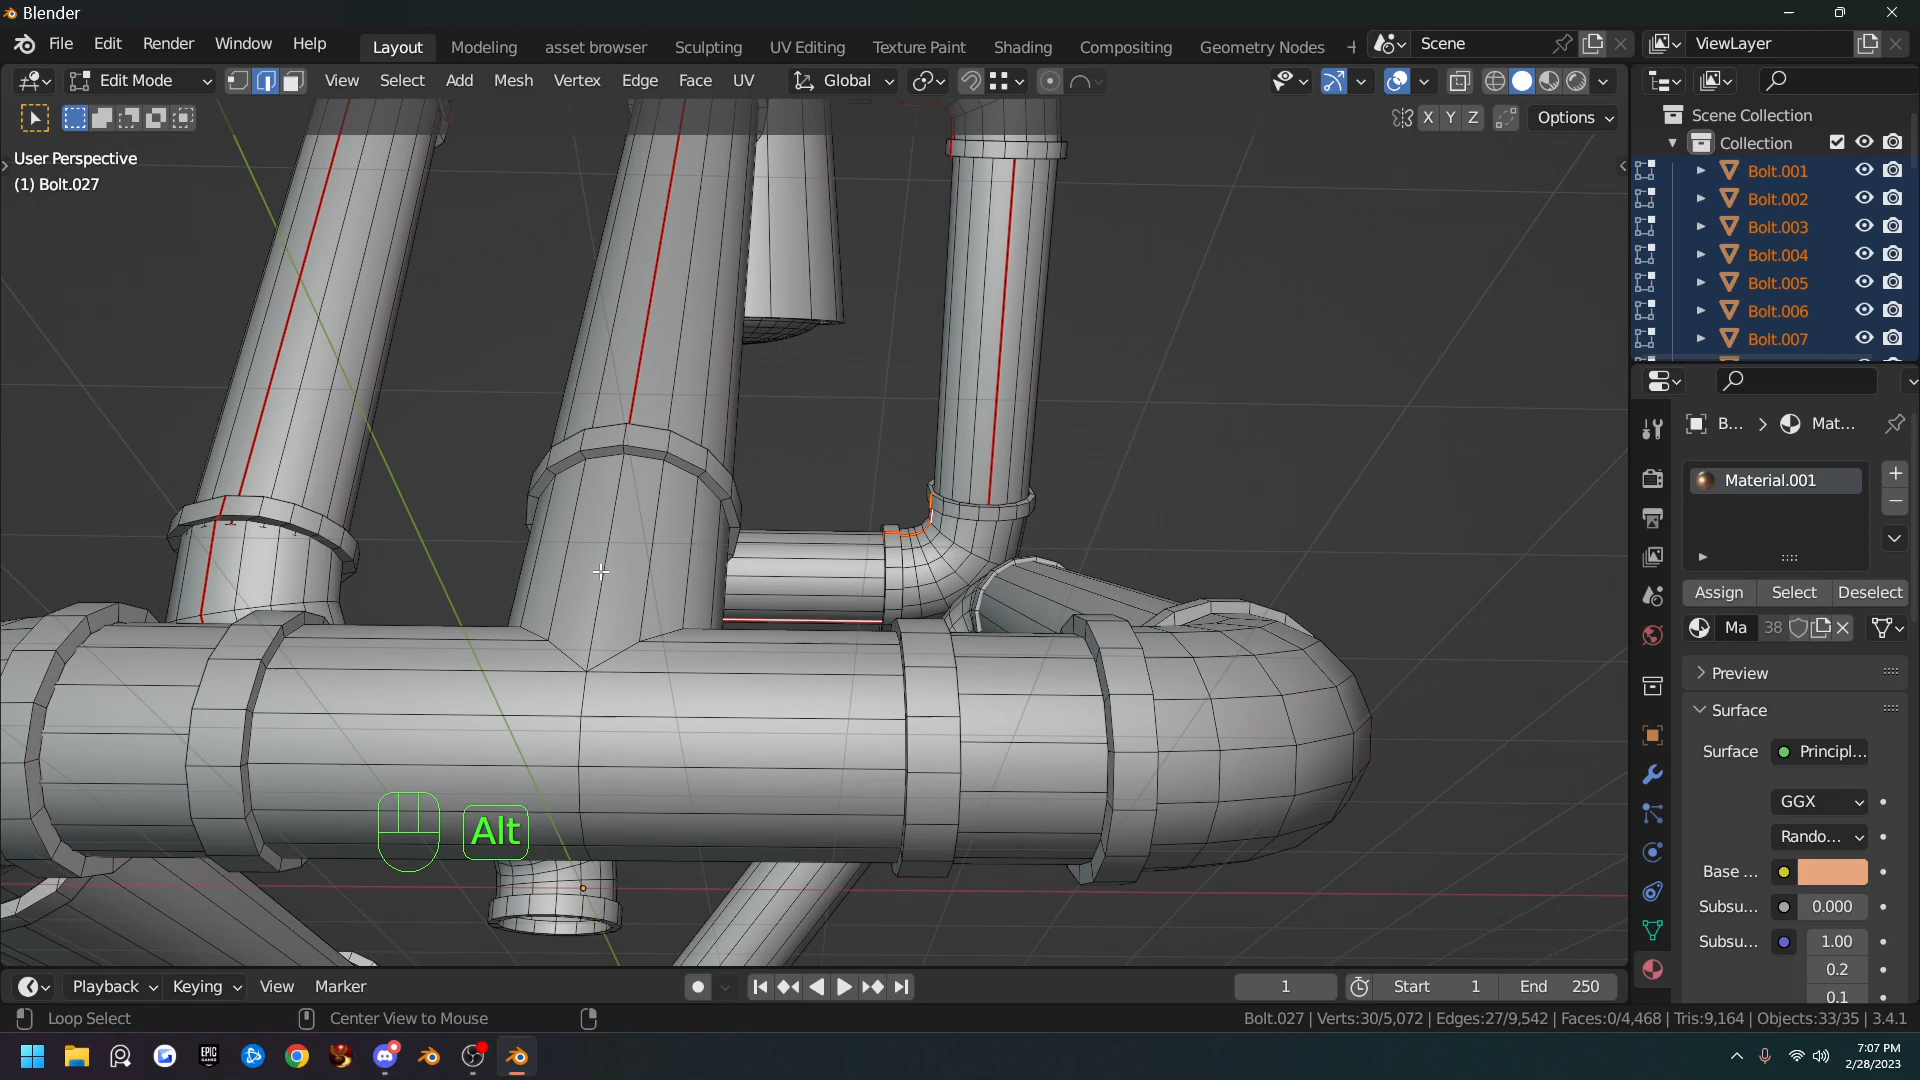 Blender
File Edit Render Window Help
Layout Modeling asset browser Sculpting UV Editing Texture Paint Shading Compositing Geometry Nodes
Scene
ViewLayer
Edit Mode
View Select Add Mesh Vertex Edge Face UV
Global
X Y Z
Options
User Perspective
(1) Bolt.027
Scene Collection
Collection
Bolt.001
Bolt.002
Bolt.003
Bolt.004
Bolt.005
Bolt.006
Bolt.007
B... Mat...
Material.001
Assign Select Deselect
Ma 38
Preview
Surface
Surface Principl...
GGX
Rando...
Base ...
Subsu... 0.000
Subsu... 1.00
0.2
0.1
Alt
Playback Keying View Marker
1
Start 1
End 250
Loop Select
Center View to Mouse
Bolt.027 | Verts:30/5,072 | Edges:27/9,542 | Faces:0/4,468 | Tris:9,164 | Objects:33/35 | 3.4.1
EPIC
GAMES
7:07 PM
2/28/2023